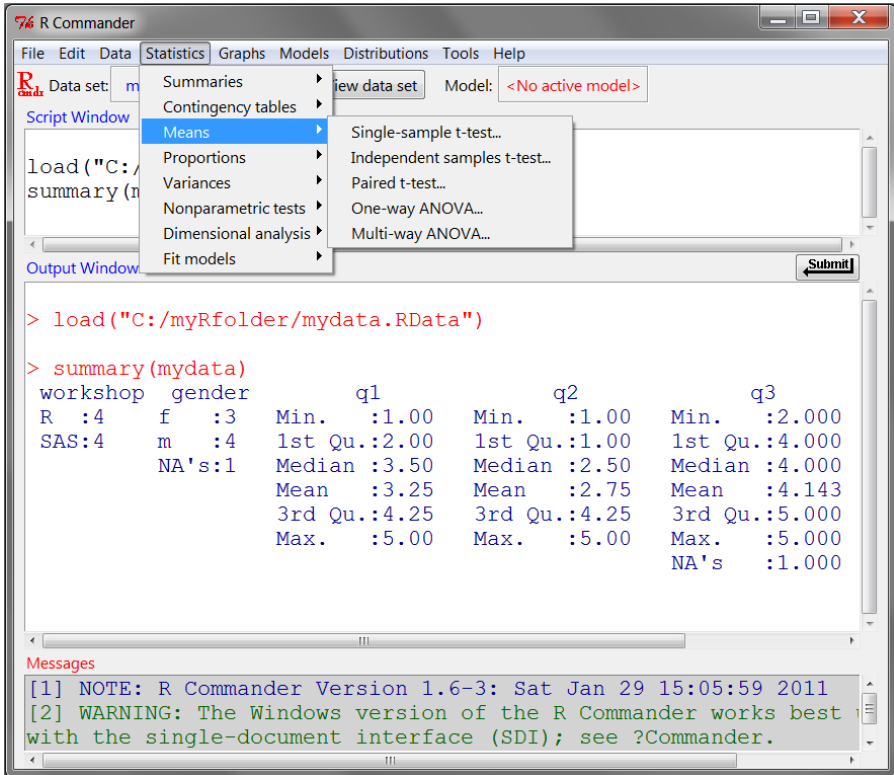 R Commander
File Edit Data Statistics Graphs Models Distributions Tools Help
Data set: m iew data set Model: <No active model>
Script Window
load("C:/
summary(m
Summaries
Contingency tables
Means
Proportions
Variances
Nonparametric tests
Dimensional analysis
Fit models
Single-sample t-test...
Independent samples t-test...
Paired t-test...
One-way ANOVA...
Multi-way ANOVA...
Output Window
Submit
> load("C:/myRfolder/mydata.RData")
> summary(mydata)
workshop gender q1 q2 q3
R :4 f :3 Min. :1.00 Min. :1.00 Min. :2.000
SAS:4 m :4 1st Qu.:2.00 1st Qu.:1.00 1st Qu.:4.000
NA's:1 Median :3.50 Median :2.50 Median :4.000
Mean :3.25 Mean :2.75 Mean :4.143
3rd Qu.:4.25 3rd Qu.:4.25 3rd Qu.:5.000
Max. :5.00 Max. :5.00 Max. :5.000
NA's :1.000
Messages
[1] NOTE: R Commander Version 1.6-3: Sat Jan 29 15:05:59 2011
[2] WARNING: The Windows version of the R Commander works best
with the single-document interface (SDI); see ?Commander.